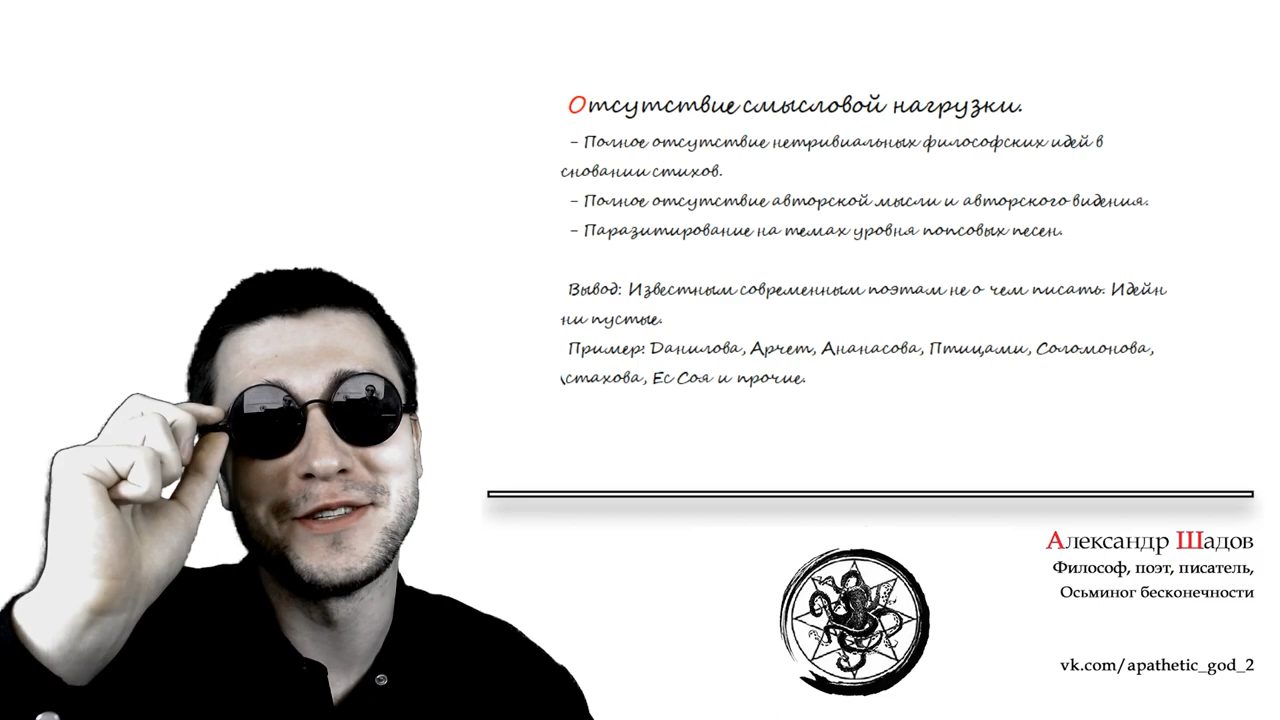 Отсутствие смысловой нагрузки.
- Полное отсутствие нетривиальных философских идей в
сновании стихов.
- Полное отсутствие авторской мысли и авторского видения.
- Паразитирование на темах уровня попсовых песен.
Вывод: Известным современным поэтам не о чем писать. Идейн
ни пустые.
Пример: Данилова, Арчет, Ананасова, Птицами, Соломонова,
стахова, Ес Соя и прочие.
Александр Шадов
Философ, поэт, писатель,
Осьминог бесконечности
vk.com/apathetic_god_2